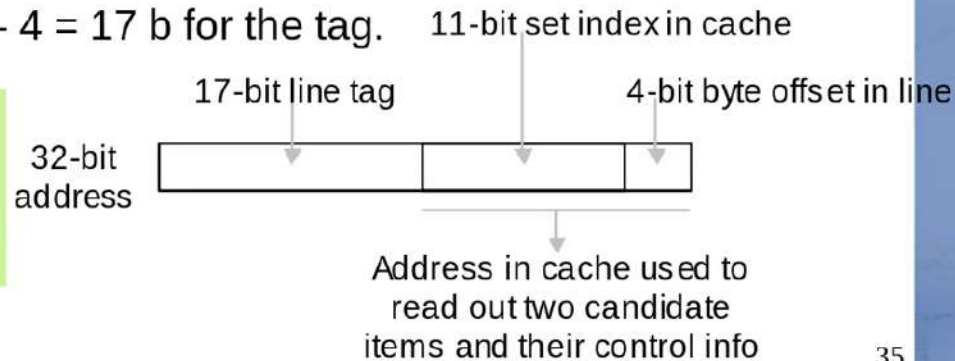 - 4 = 17 b for the tag.
11-bit set index in cache
17-bit line tag
4-bit byte offset in line
32-bit
address
Address in cache used to
read out two candidate
items and their control info
35